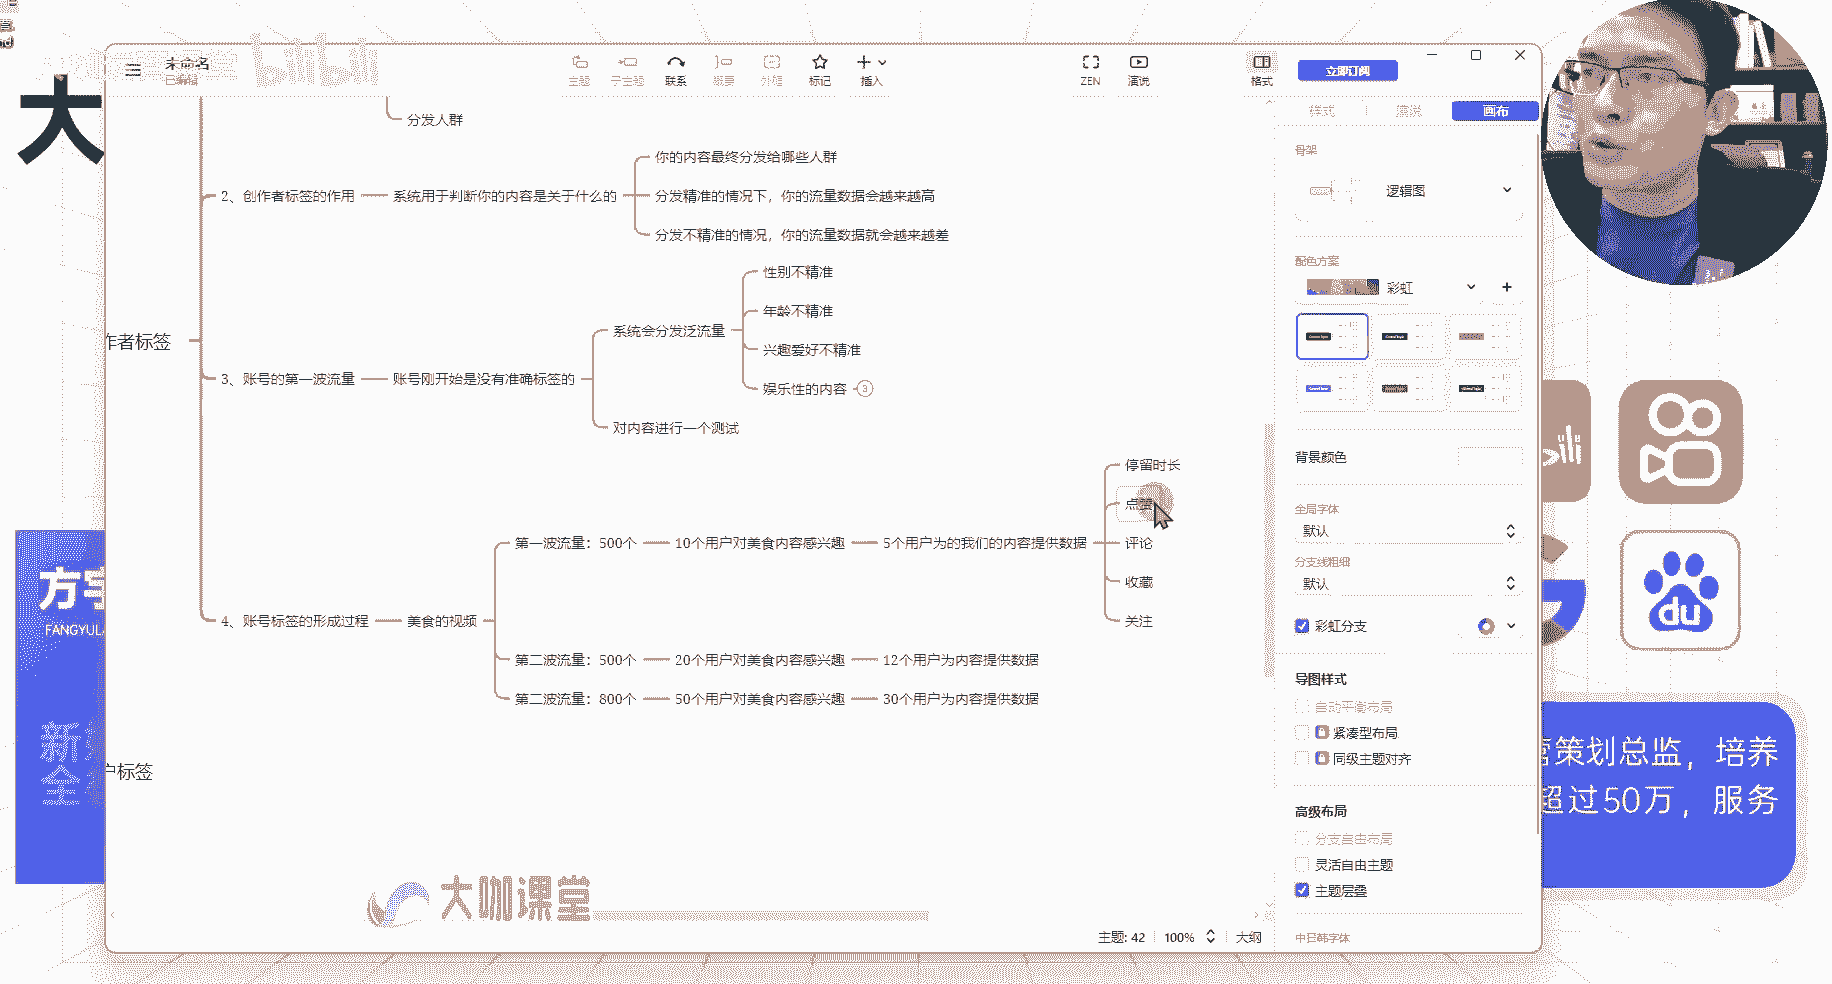 大
bilibili
未命名
已编辑
主题
子主题
联系
概要
外框
标记
插入
ZEN
演说
格式
立即订阅
样式
演说
画布
分发人群
2、创作者标签的作用
系统用于判断你的内容是关于什么的
你的内容最终分发给哪些人群
分发精准的情况下，你的流量数据会越来越高
分发不精准的情况，你的流量数据就会越来越差
作者标签
3、账号的第一波流量
账号刚开始是没有准确标签的
系统会分发泛流量
性别不精准
年龄不精准
兴趣爱好不精准
娱乐性的内容
3
对内容进行一个测试
4、账号标签的形成过程
美食的视频
第一波流量：500个
10个用户对美食内容感兴趣
5个用户为的我们的内容提供数据
停留时长
点赞
评论
收藏
关注
第二波流量：500个
20个用户对美食内容感兴趣
12个用户为内容提供数据
第二波流量：800个
50个用户对美食内容感兴趣
30个用户为内容提供数据
户标签
骨架
逻辑图
配色方案
彩虹
背景颜色
全局字体
默认
分支线粗细
默认
彩虹分支
导图样式
自动平衡布局
紧凑型布局
同级主题对齐
高级布局
分支自由布局
灵活自由主题
主题层叠
中日韩字体
主题: 42
100%
大纲
大咖课堂
方宇
FANGYUL
新
全
du
营策划总监，培养
超过50万，服务